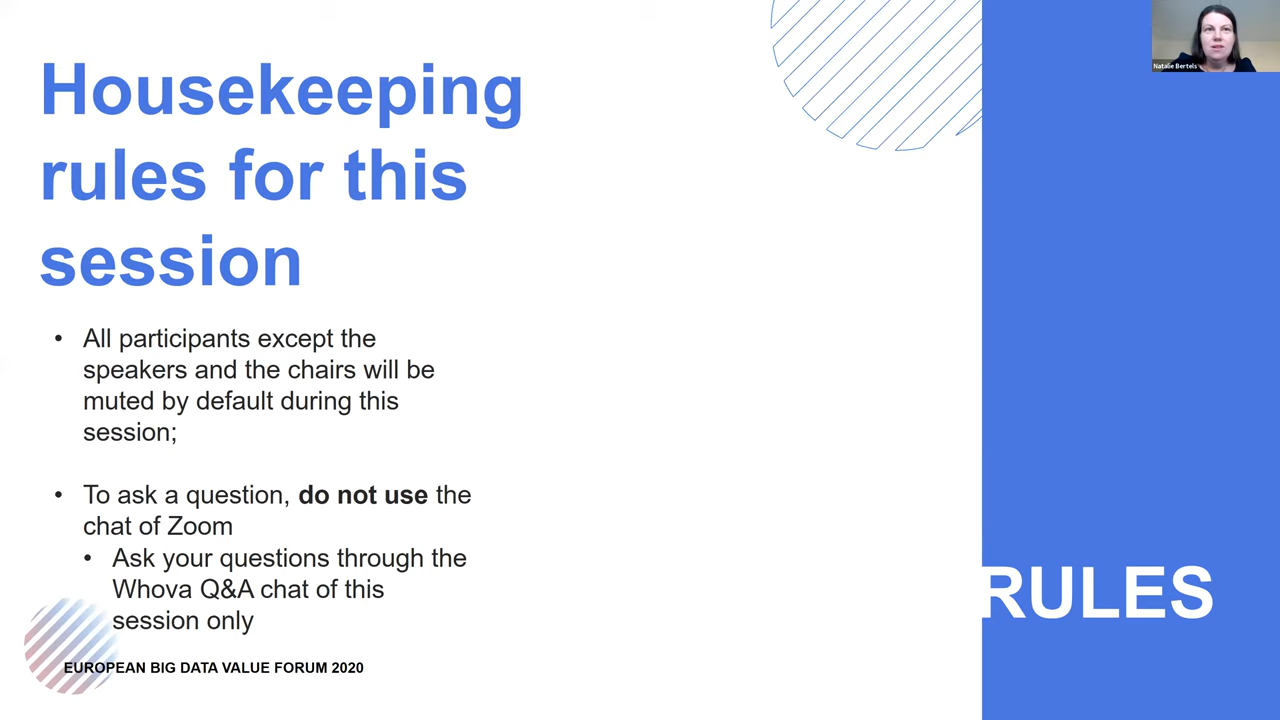 Housekeeping
rules for this
session
• All participants except the
speakers and the chairs will be
muted by default during this
session;
• To ask a question, do not use the
chat of Zoom
• Ask your questions through the
Whova Q&A chat of this
session only
EUROPEAN BIG DATA VALUE FORUM 2020
RULES
Natalie Bertels